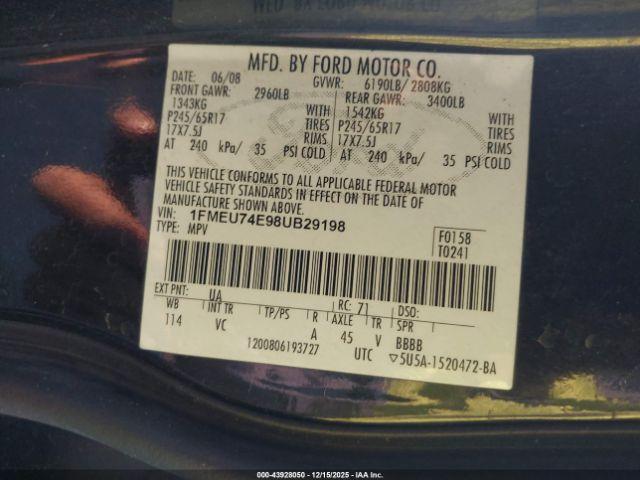 MFD. BY FORD MOTOR CO.
DATE: 06/08 GVWR: 6190LB/ 2808KG
FRONT GAWR: 2960LB REAR GAWR: 3400LB
1343KG WITH 1542KG WITH
P245/65R17 TIRES P245/65R17 TIRES
17X7.5J RIMS 17X7.5J RIMS
AT 240 kPa/ 35 PSI COLD AT 240 kPa/ 35 PSI COLD
THIS VEHICLE CONFORMS TO ALL APPLICABLE FEDERAL MOTOR
VEHICLE SAFETY STANDARDS IN EFFECT ON THE DATE OF
MANUFACTURE SHOWN ABOVE.
VIN: 1FMEU74E98UB29198
TYPE: MPV
F0158
T0241
EXT PNT: UA RC: 71 DSO:
WB INT TR TP/PS R AXLE TR SPR
114 VC A 45 V BBBB
1200806193727 UTC ▽5U5A-1520472-BA
000-43928050 - 12/15/2025 - IAAI.com